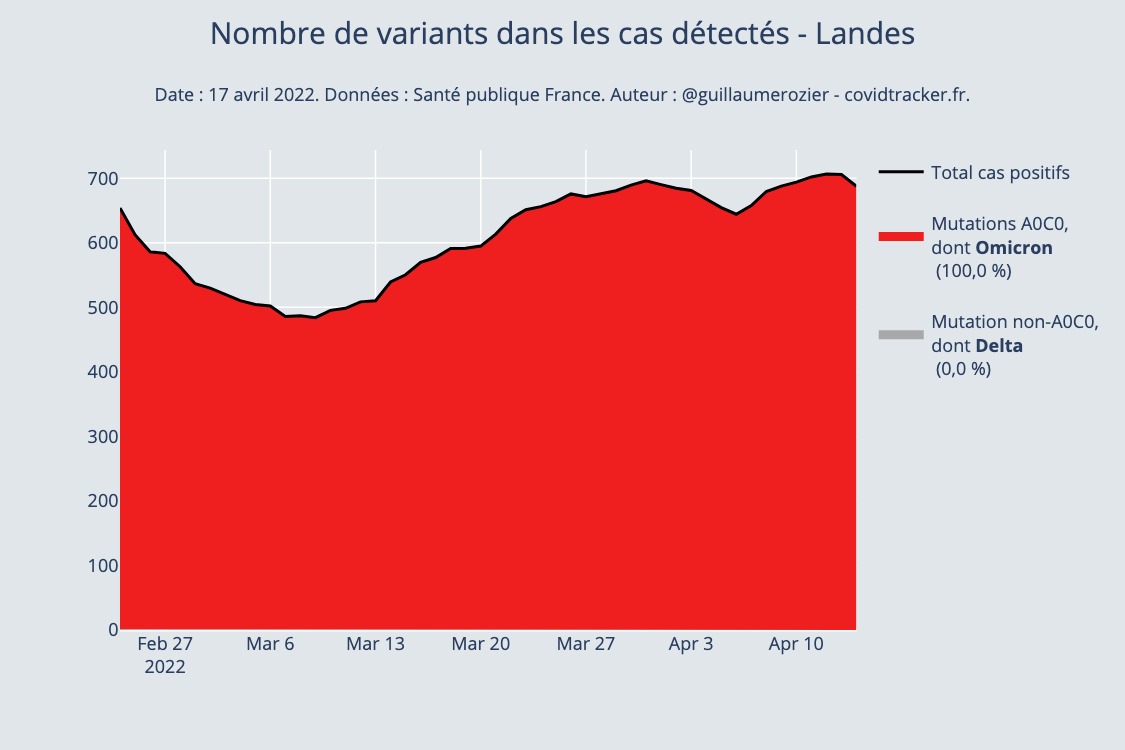 Nombre de variants dans les cas détectés - Landes
Date : 17 avril 2022. Données : Santé publique France. Auteur : @guillaumerozier - covidtracker.fr.
700
600
500
400
300
200
100
0
Feb 27
2022
Mar 6
Mar 13
Mar 20
Mar 27
Apr 3
Apr 10
Total cas positifs
Mutations A0C0,
dont Omicron
(100,0 %)
Mutation non-A0C0,
dont Delta
(0,0 %)